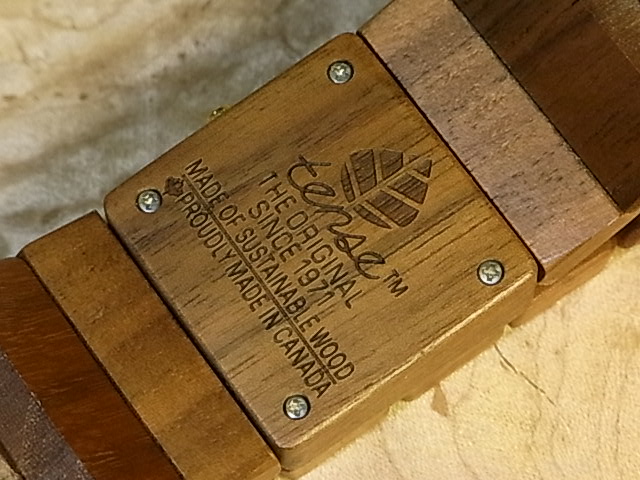 tense™
THE ORIGINAL
SINCE 1971
MADE OF SUSTAINABLE WOOD
PROUDLY MADE IN CANADA